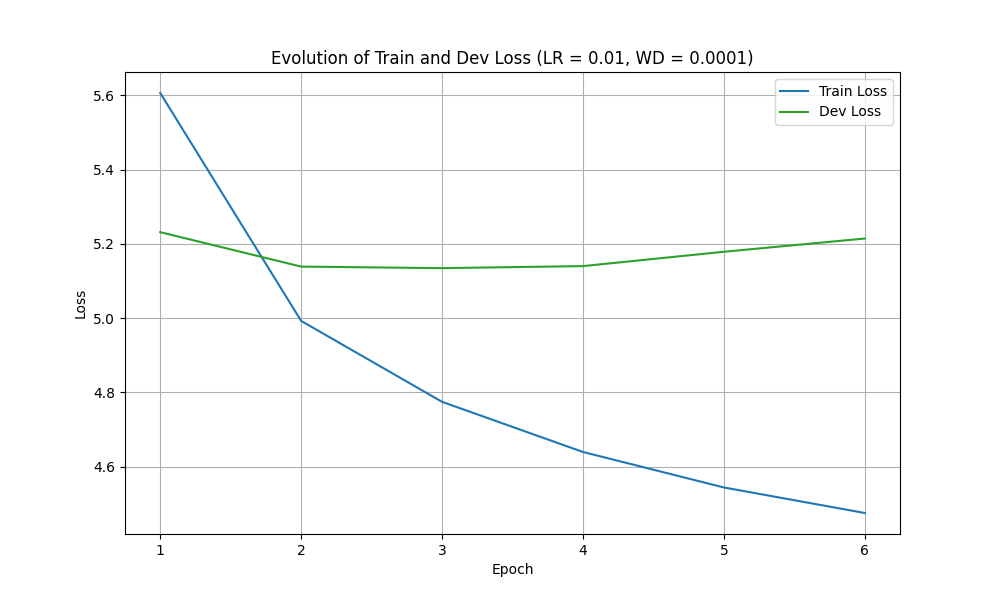 Evolution of Train and Dev Loss (LR = 0.01, WD = 0.0001)
Train Loss
Dev Loss
5.6
5.4
5.2
5.0
4.8
4.6
Loss
1 2 3 4 5 6
Epoch